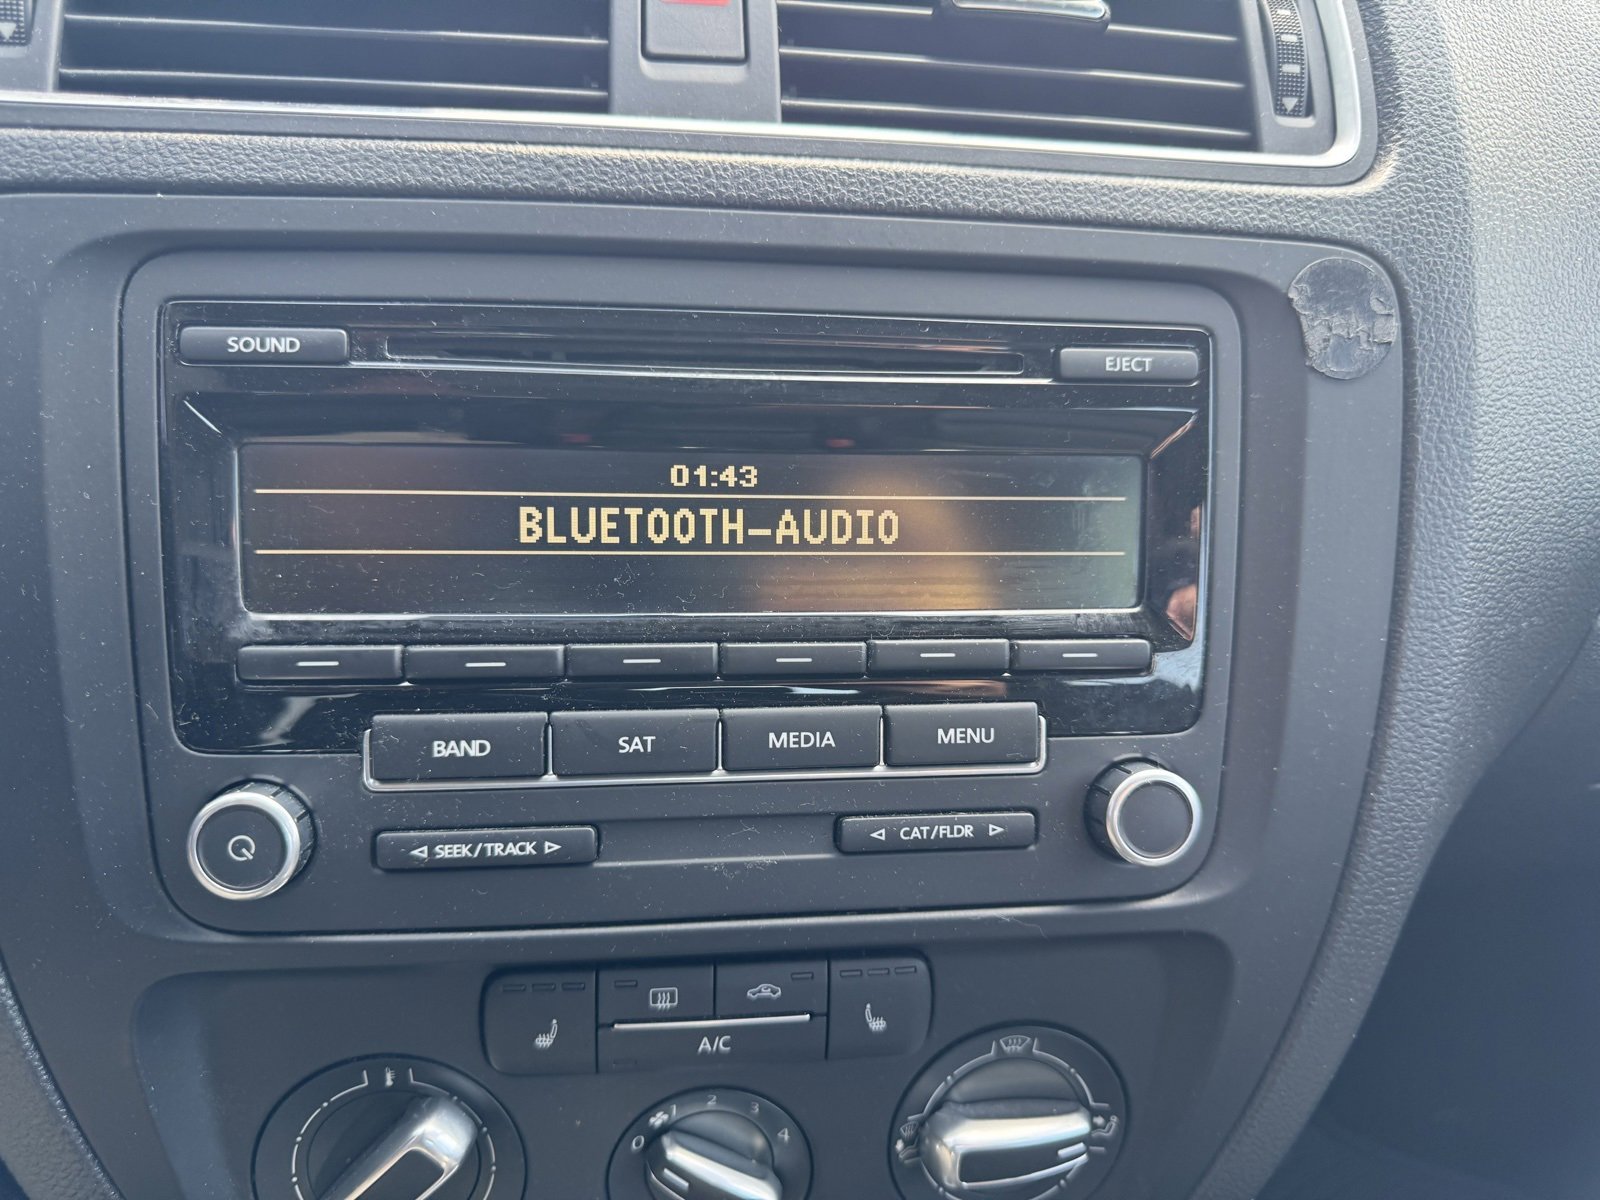 SOUND
EJECT
01:43
BLUETOOTH-AUDIO
BAND SAT MEDIA MENU
SEEK/TRACK
CAT/FLDR
A/C
0 1 2 3 4